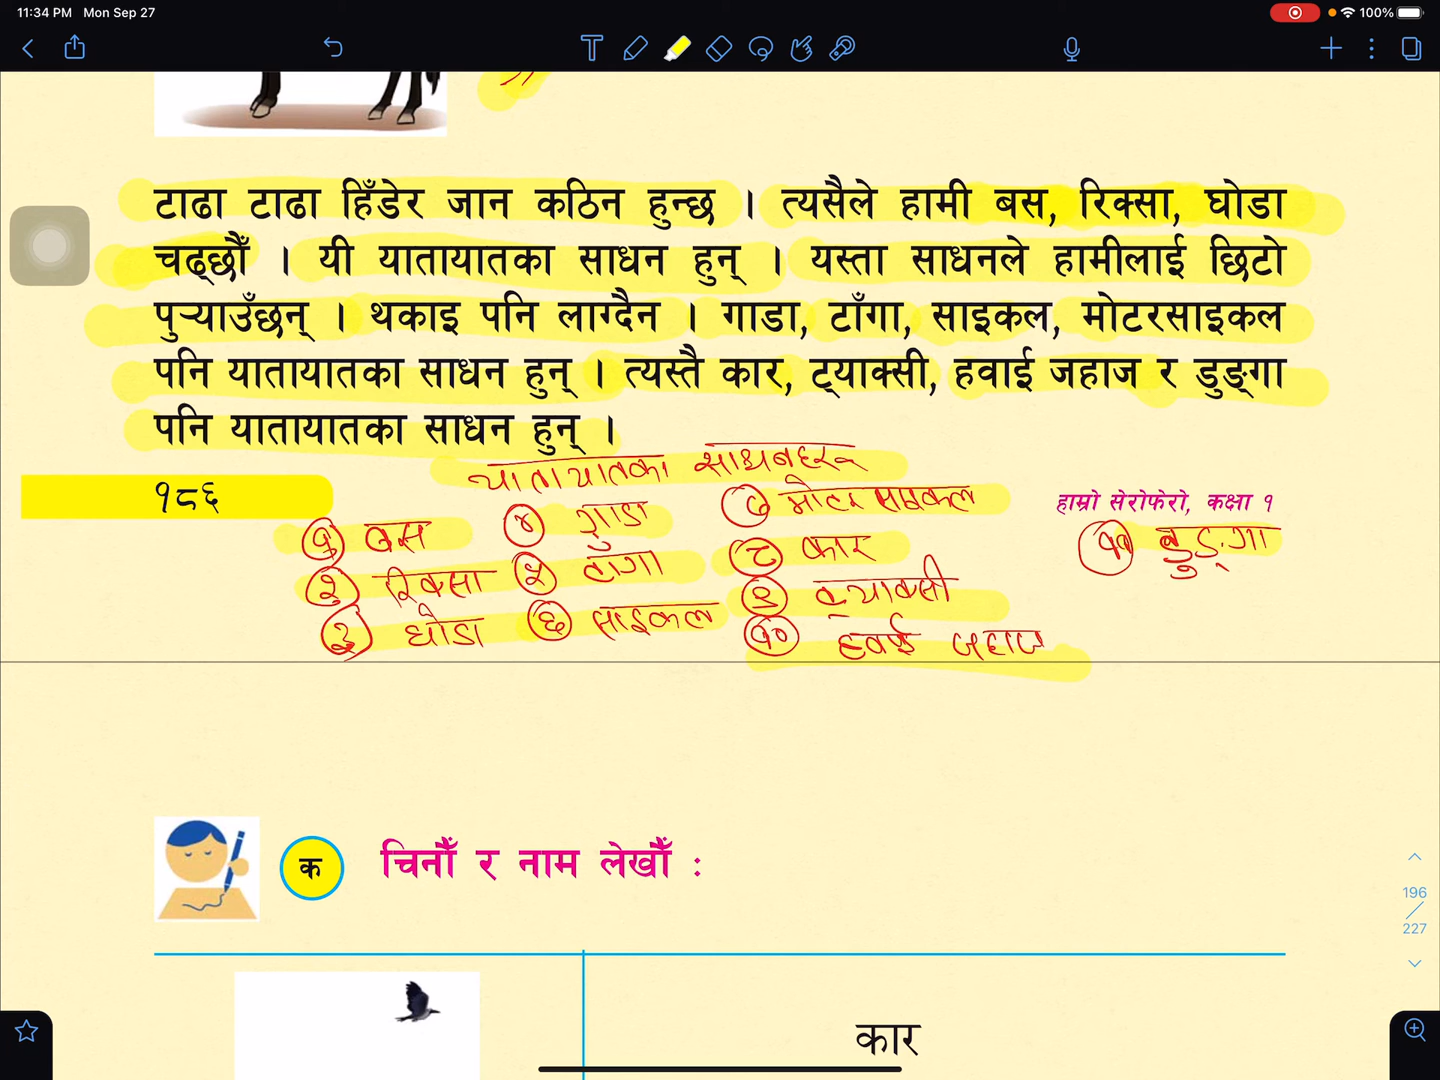 11:34 PM Mon Sep 27
100%
टाढा टाढा हिँडेर जान कठिन हुन्छ । त्यसैले हामी बस, रिक्सा, घोडा
चढ्छौँ । यी यातायातका साधन हुन् । यस्ता साधनले हामीलाई छिटो
पुऱ्याउँछन् । थकाइ पनि लाग्दैन । गाडा, टाँगा, साइकल, मोटरसाइकल
पनि यातायातका साधन हुन् । त्यस्तै कार, ट्याक्सी, हवाई जहाज र डुङ्गा
पनि यातायातका साधन हुन् ।
यातायातका साधनहरू
१८६
हाम्रो सेरोफेरो, कक्षा १
१ बस
२ रिक्सा
३ घोडा
४ गाडा
५ टाँगा
६ साइकल
७ मोटरसाइकल
८ कार
९ ट्याक्सी
१० हवाई जहाज
११ डुङ्गा
क चिनौँ र नाम लेखौँ :
196
227
कार